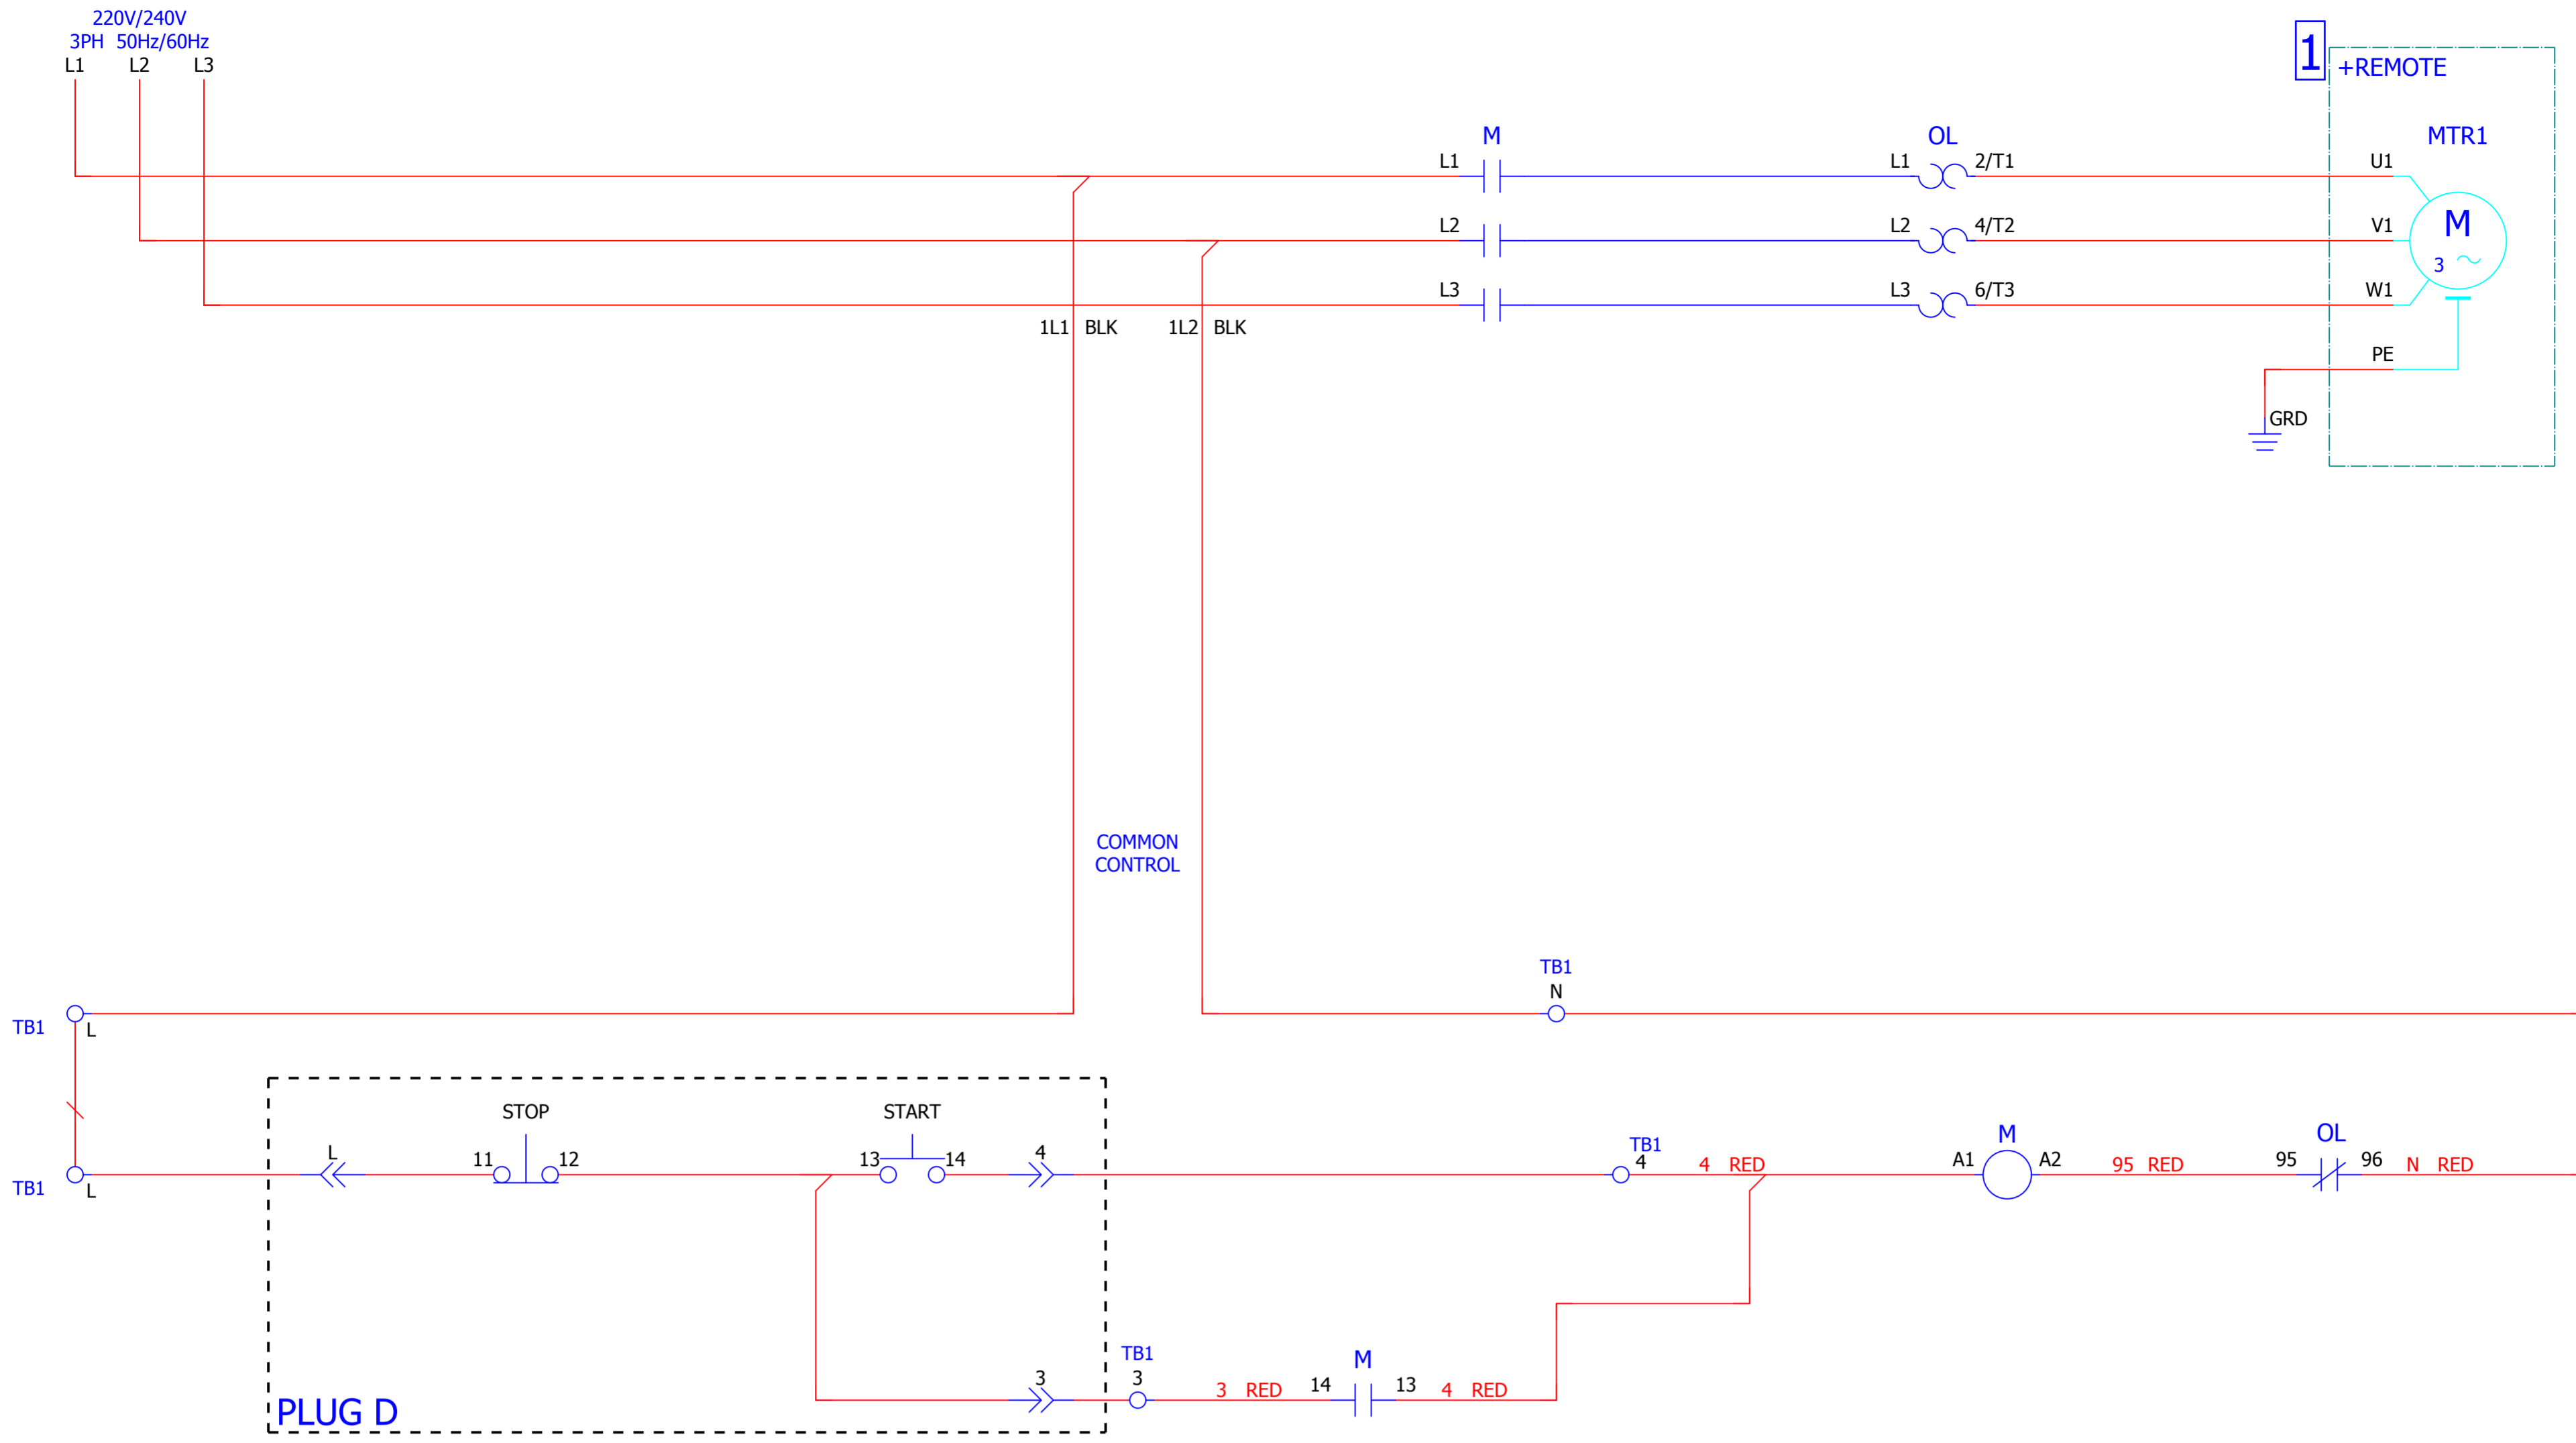 220V/240V
3PH 50Hz/60Hz
L1 L2 L3
1
+REMOTE
M OL MTR1
L1 L1 2/T1 U1
L2 L2 4/T2 V1
M
3
L3 L3 6/T3 W1
1L1 BLK 1L2 BLK
PE
GRD
COMMON
CONTROL
TB1
N
TB1 L
STOP START
L 11 12 13 14 4
TB1
4 4 RED
M
A1 A2 95 RED
OL
95 96 N RED
TB1 L
TB1 M
3 3 3 RED 14 13 4 RED
PLUG D